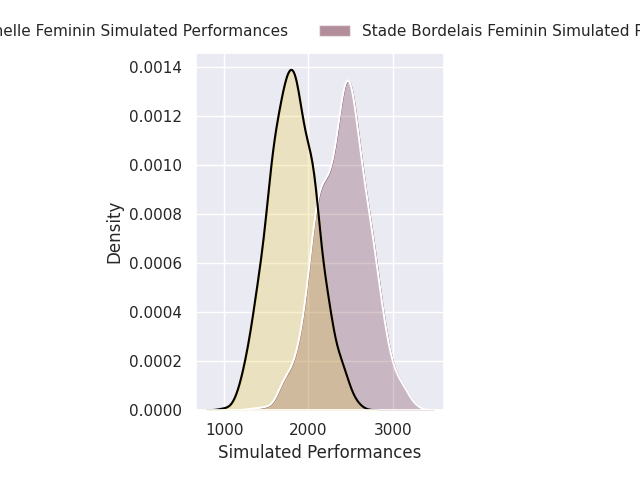 Feminin Simulated Performances
Stade Bordelais Feminin Simulated
0.0014
0.0012
0.0010
0.0008
0.0006
0.0004
0.0002
0.0000
Density
1000 2000 3000
Simulated Performances